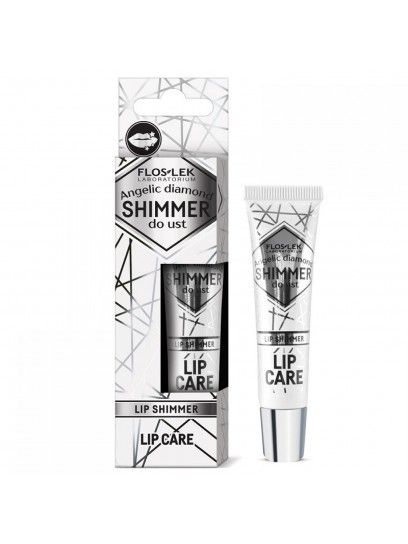 FLOS•LEK
LABORATORIUM
Angelic diamond
SHIMMER
do ust
SHIMMER
do ust
LIP SHIMMER
LIP
CARE
LIP SHIMMER
LIP CARE
FLOS•LEK
LABORATORIUM
Angelic diamond
SHIMMER
do ust
LIP SHIMMER
LIP
CARE